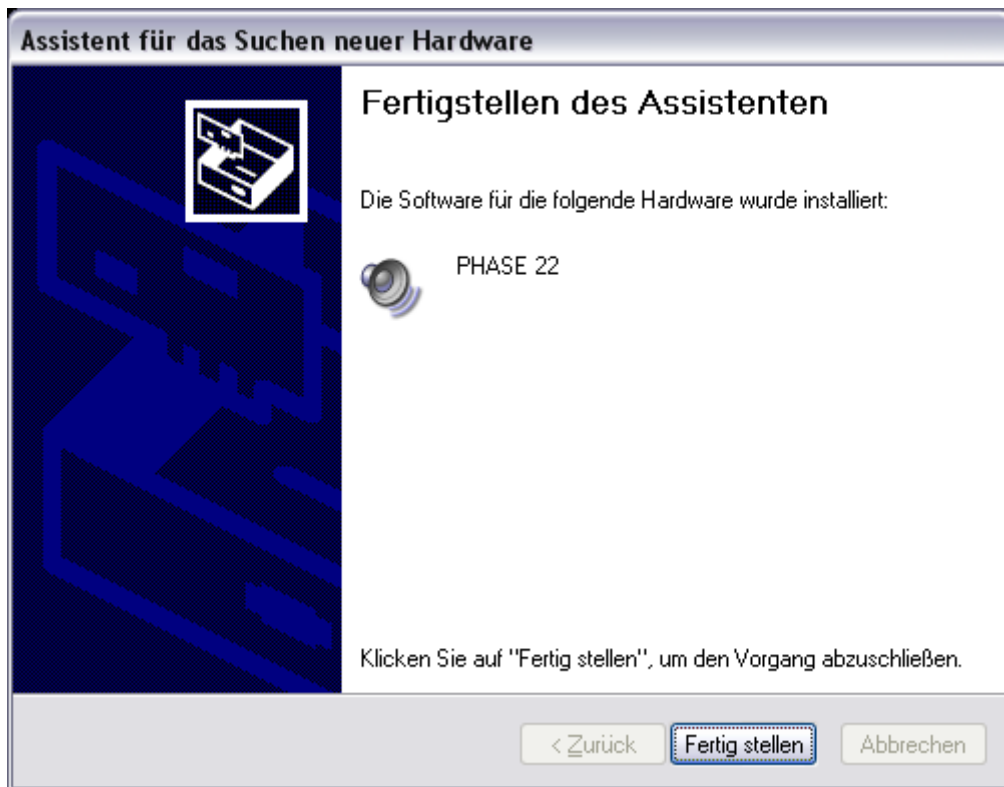 Assistent für das Suchen neuer Hardware
Fertigstellen des Assistenten
Die Software für die folgende Hardware wurde installiert:
PHASE 22
Klicken Sie auf "Fertig stellen", um den Vorgang abzuschließen.
< Zurück
Fertig stellen
Abbrechen